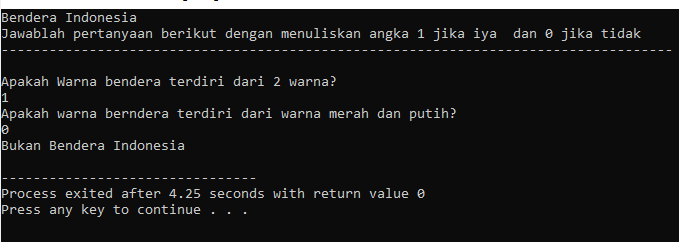 Bendera Indonesia
Jawablah pertanyaan berikut dengan menuliskan angka 1 jika iya  dan 0 jika tidak
------------------------------------------------------------------------------------
Apakah Warna bendera terdiri dari 2 warna?
1
Apakah warna berndera terdiri dari warna merah dan putih?
0
Bukan Bendera Indonesia
--------------------------------
Process exited after 4.25 seconds with return value 0
Press any key to continue . . .